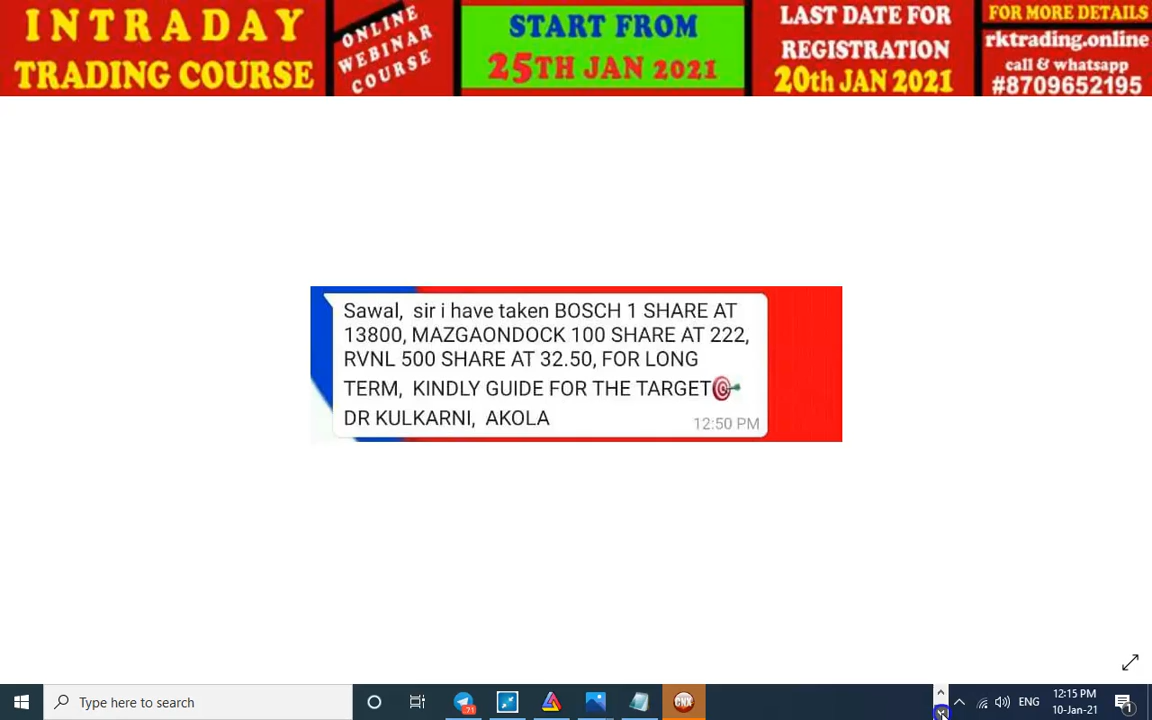 INTRADAY
TRADING COURSE
ONLINE
WEBINAR
COURSE
START FROM
25TH JAN 2021
LAST DATE FOR
REGISTRATION
20th JAN 2021
FOR MORE DETAILS
rktrading.online
call & whatsapp
#8709652195
Sawal,  sir i have taken BOSCH 1 SHARE AT
13800, MAZGAONDOCK 100 SHARE AT 222,
RVNL 500 SHARE AT 32.50, FOR LONG
TERM,  KINDLY GUIDE FOR THE TARGET🎯
DR KULKARNI,  AKOLA
12:50 PM
Type here to search
71
CNX
ENG
12:15 PM
10-Jan-21
1